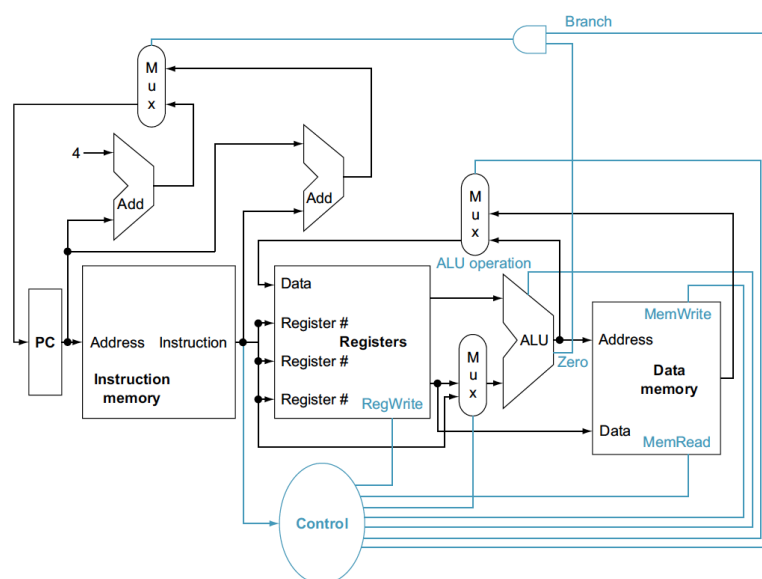 Branch
M
u
x
4
Add
Add
M
u
x
ALU operation
Data
Register #
Registers
Register #
Register #
RegWrite
PC
Address
Instruction
Instruction
memory
M
u
x
ALU
Zero
MemWrite
Address
Data
memory
Data
MemRead
Control